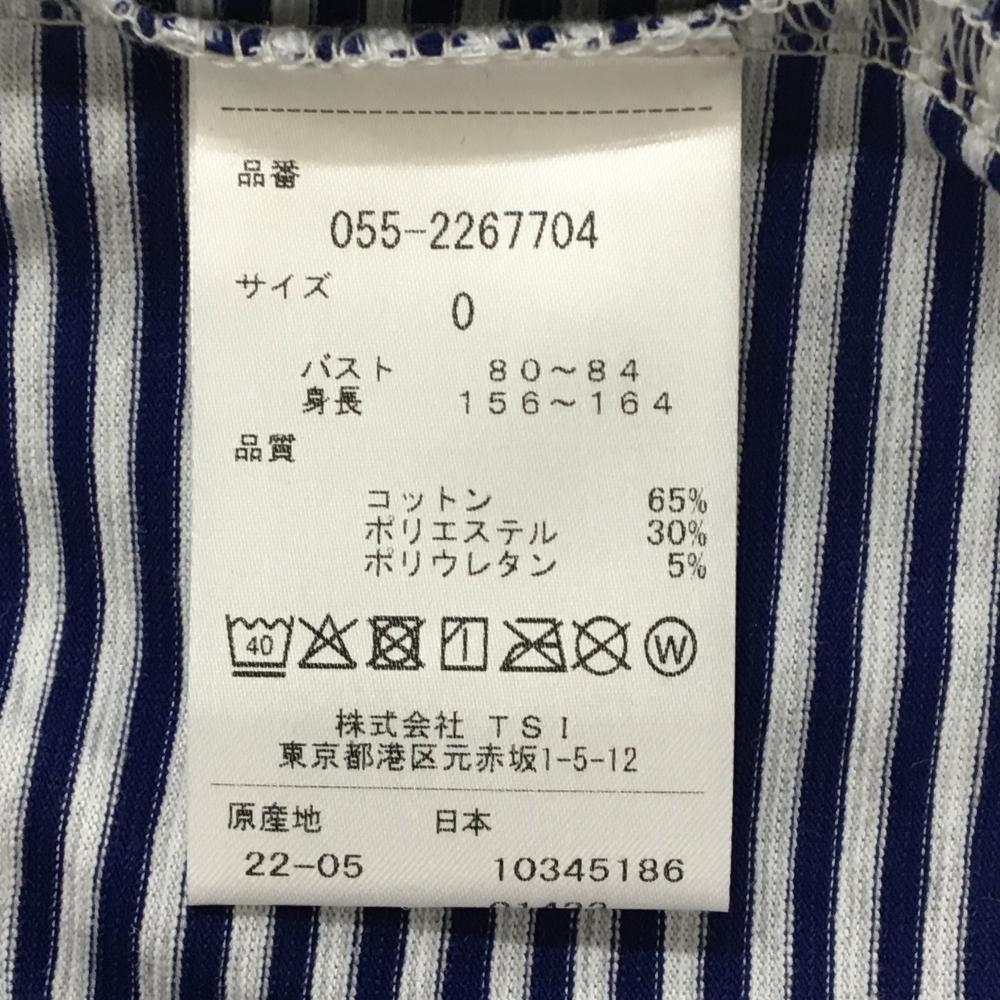 品番
055-2267704
サイズ
0
バスト 80~84
身長 156~164
品質
コットン 65%
ポリエステル 30%
ポリウレタン 5%
40 W
株式会社 TSI
東京都港区元赤坂1-5-12
原産地 日本
22-05 10345186